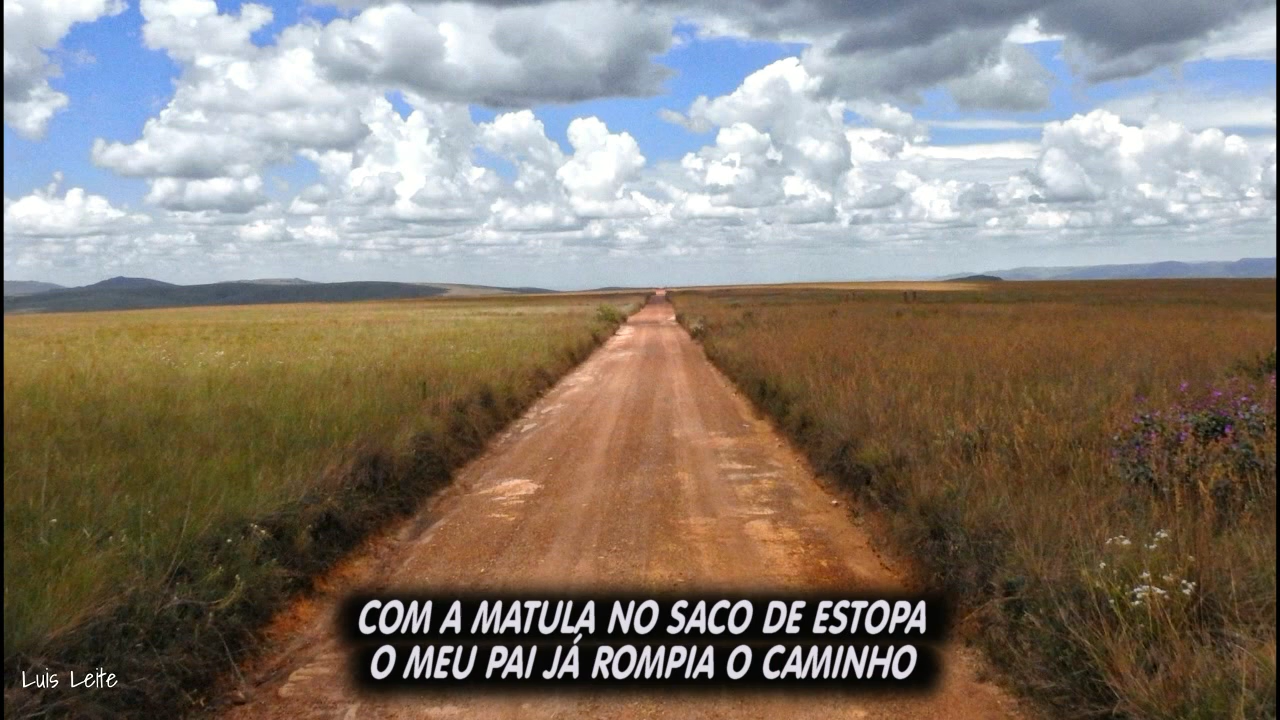 COM A MATULA NO SACO DE ESTOPA
O MEU PAI JÁ ROMPIA O CAMINHO
Luis Leite